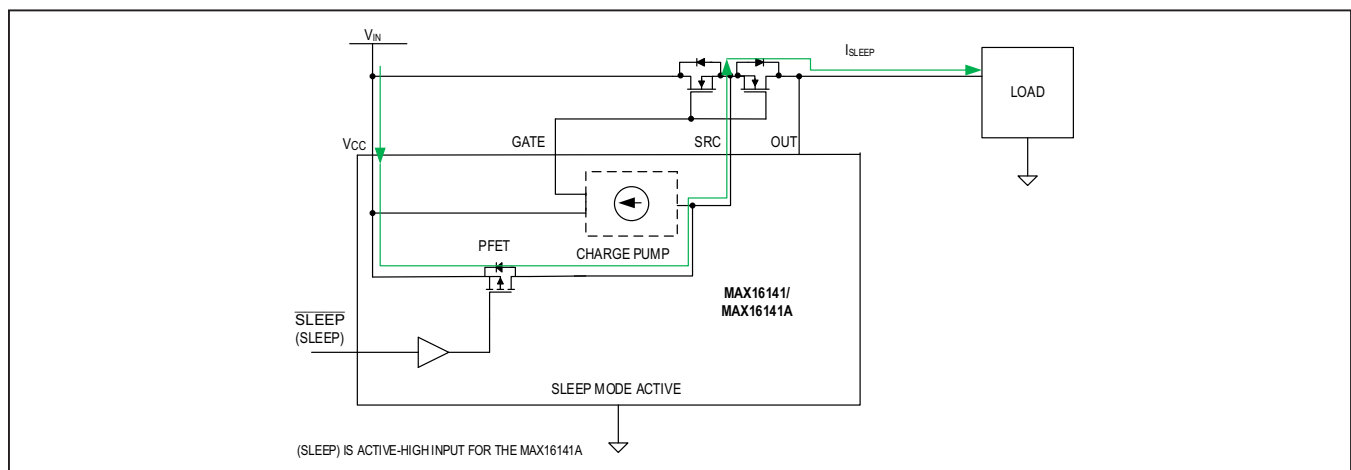 VIN
ISLEEP
LOAD
VCC
GATE
SRC
OUT
PFET
CHARGE PUMP
MAX16141/
MAX16141A
SLEEP
(SLEEP)
SLEEP MODE ACTIVE
(SLEEP) IS ACTIVE-HIGH INPUT FOR THE MAX16141A